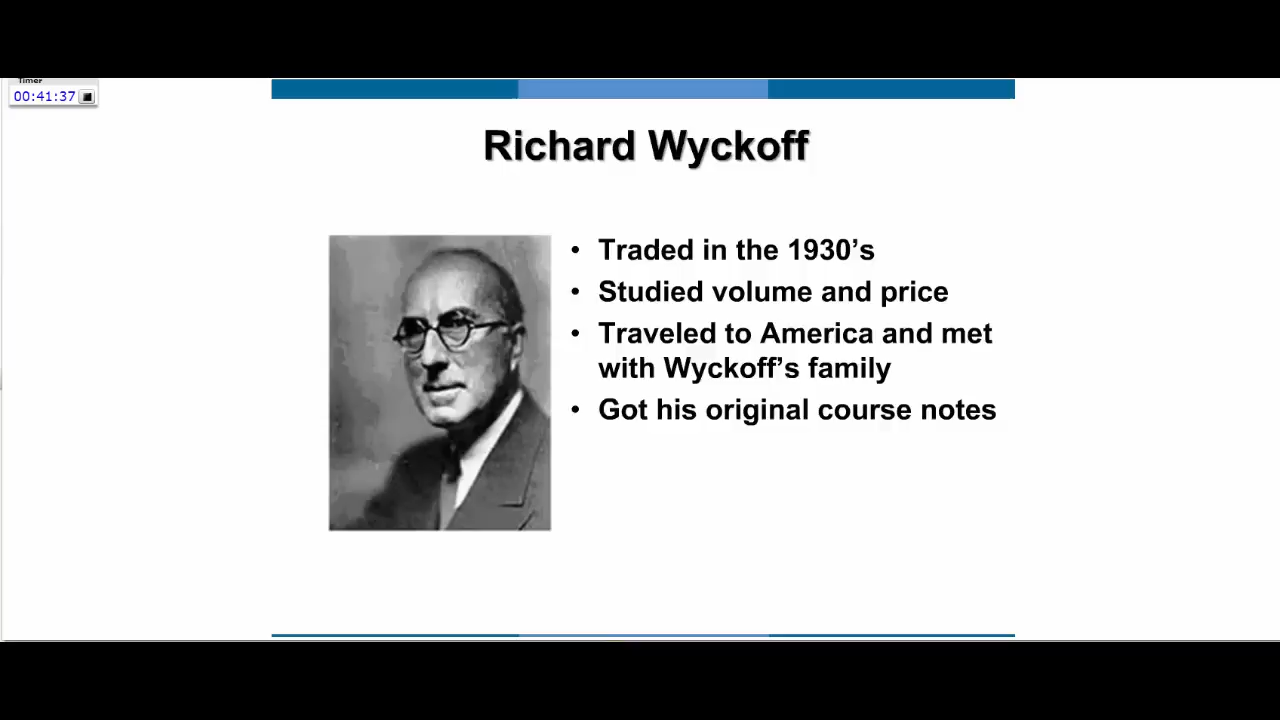 Timer
00:41:37
Richard Wyckoff
• Traded in the 1930’s
• Studied volume and price
• Traveled to America and met
with Wyckoff’s family
• Got his original course notes